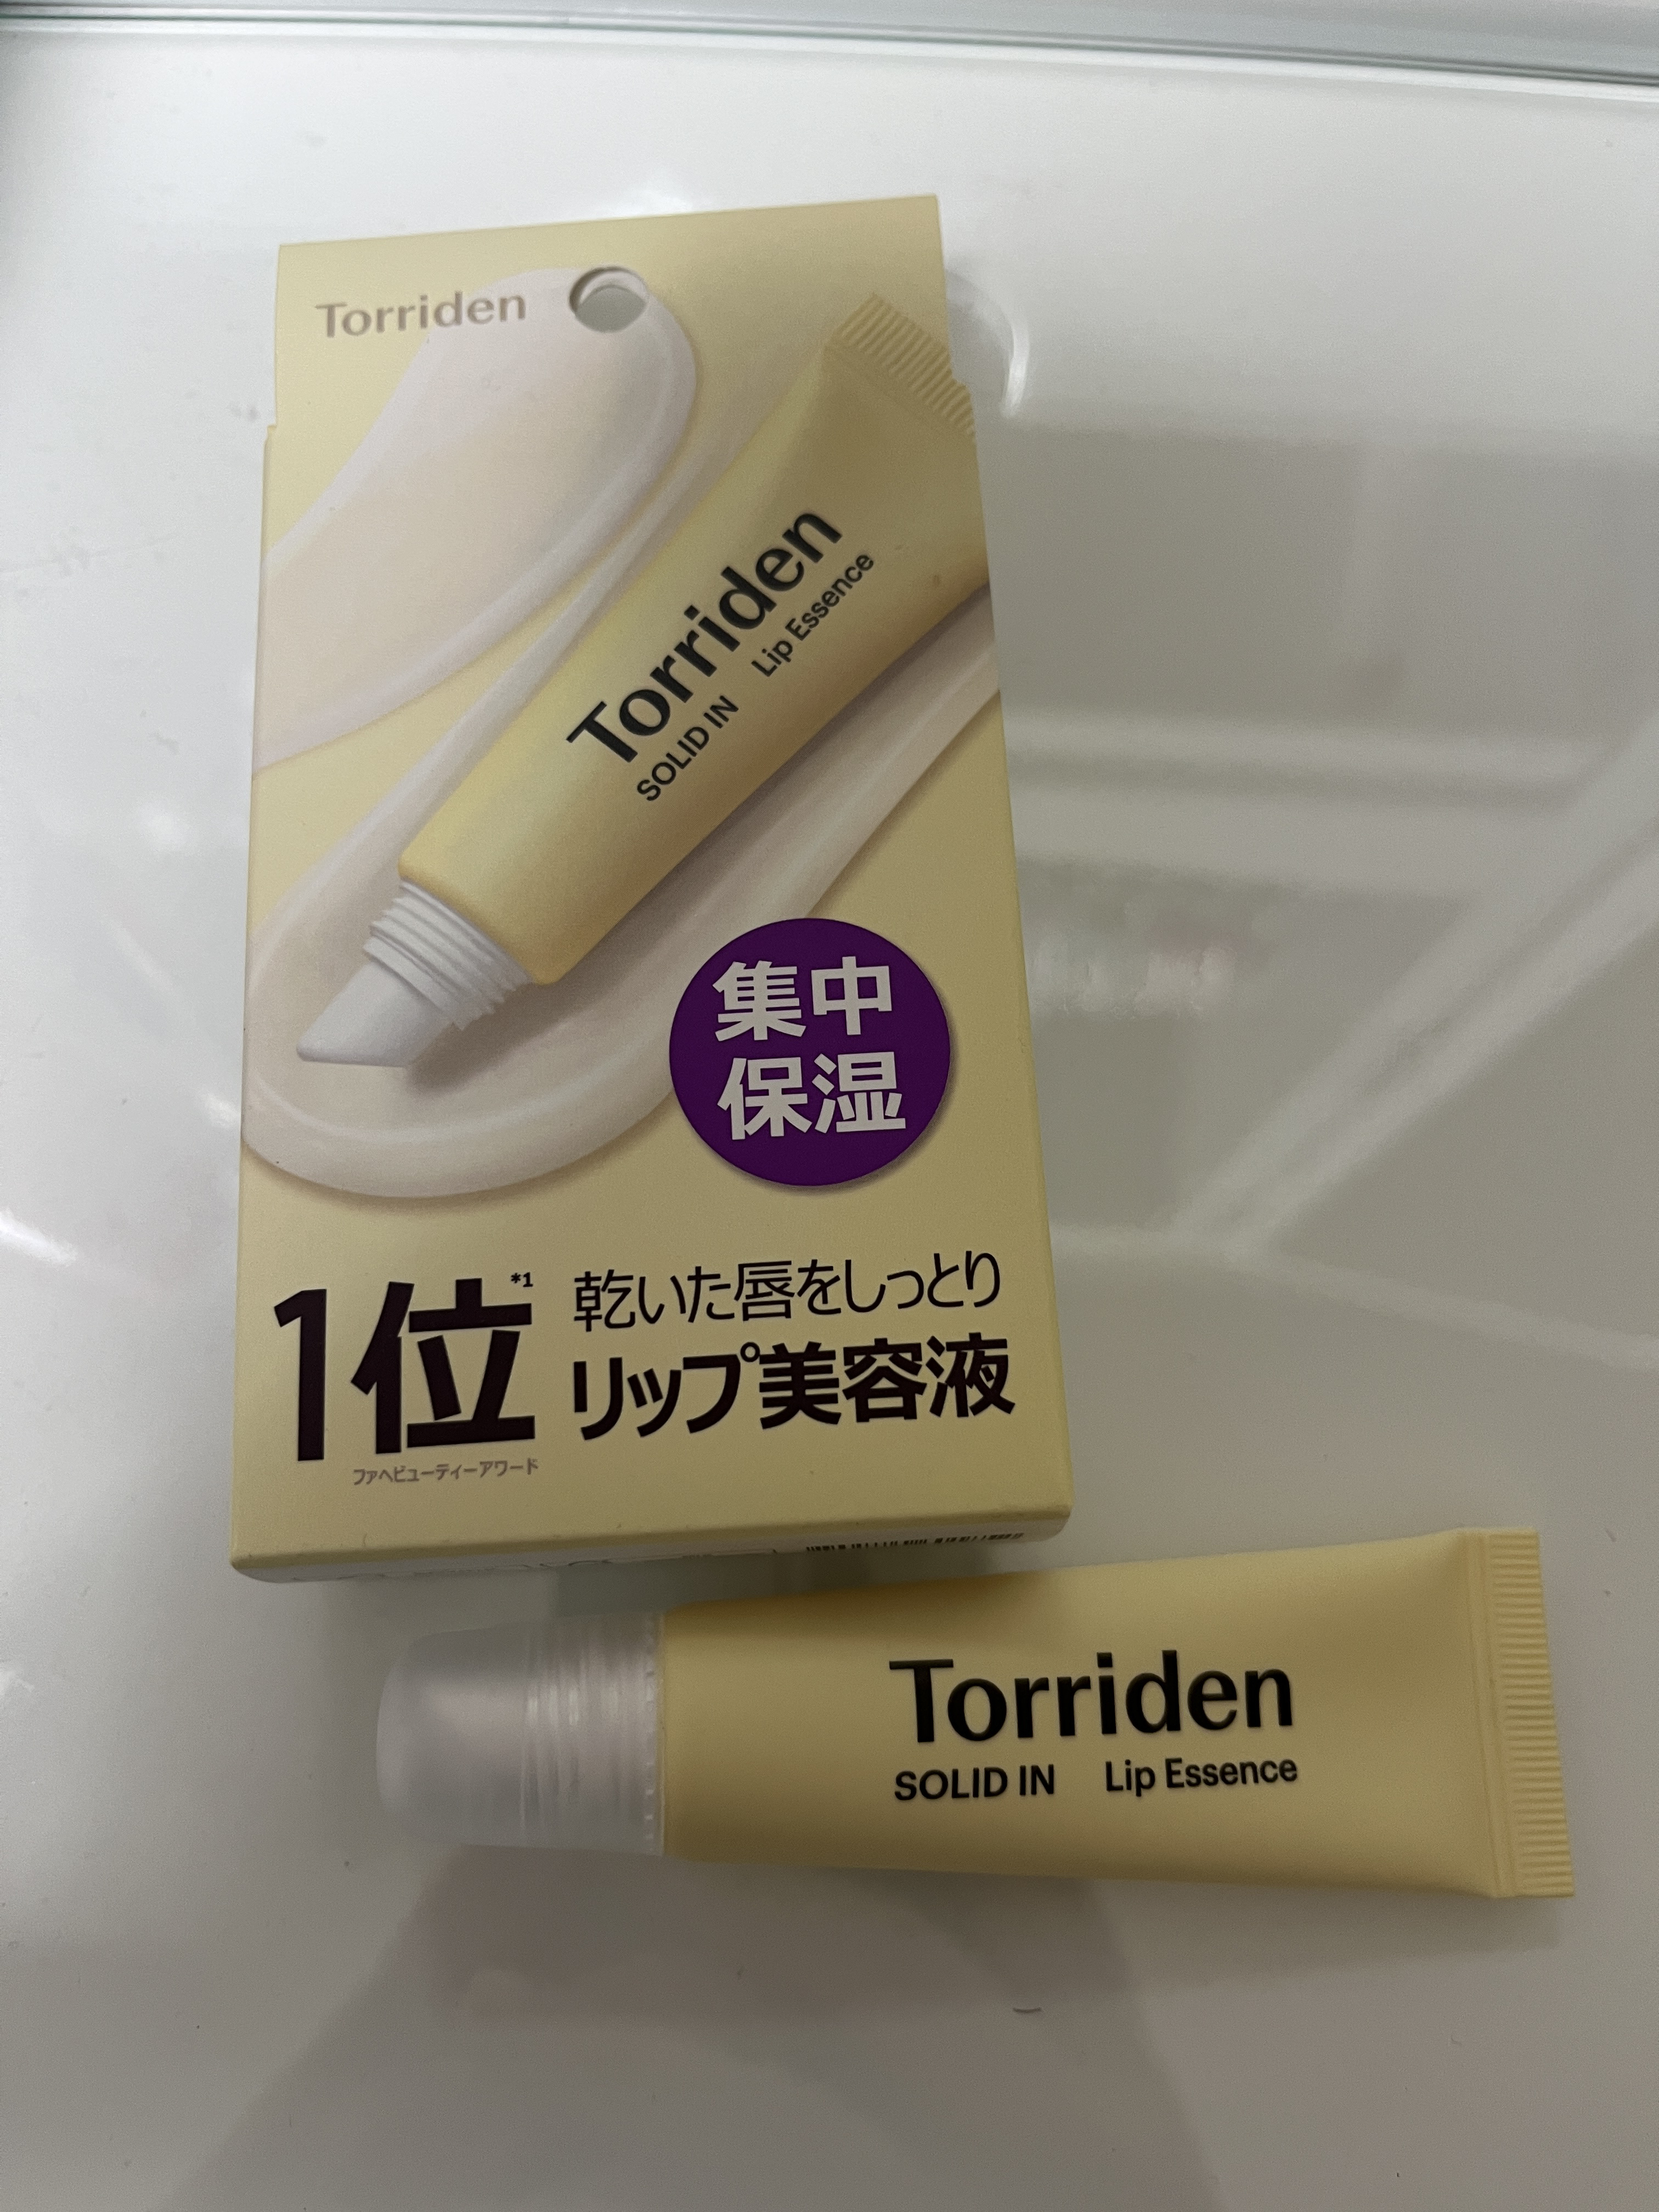 Torriden
Torriden
SOLID IN Lip Essence
集中
保湿
1位*1
ファヘビューティーアワード
乾いた唇をしっとり
リップ美容液
Torriden
SOLID IN Lip Essence